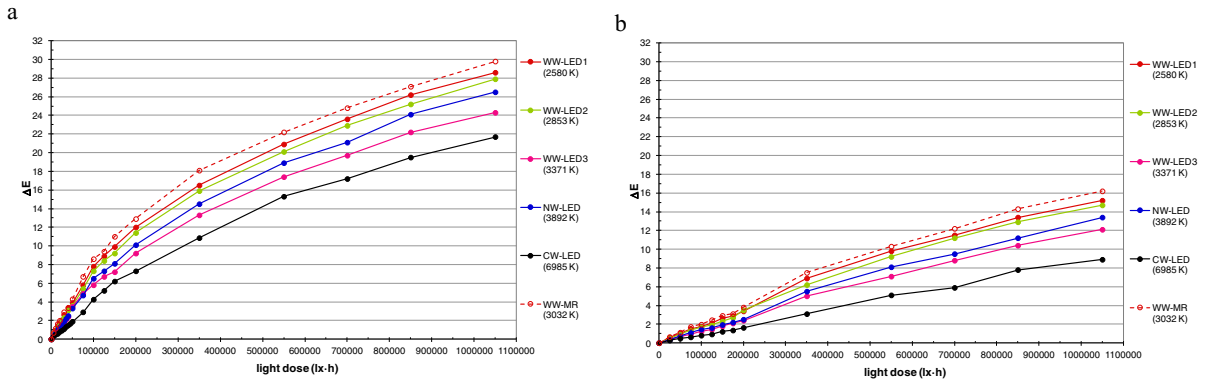 a
32
30
28
26
24
22
20
18
16
14
12
10
8
6
4
2
0
ΔE
0 100000 200000 300000 400000 500000 600000 700000 800000 900000 1000000 1100000
light dose (lx·h)
WW-LED1
(2580 K)
WW-LED2
(2853 K)
WW-LED3
(3371 K)
NW-LED
(3892 K)
CW-LED
(6985 K)
WW-MR
(3032 K)
b
32
30
28
26
24
22
20
18
16
14
12
10
8
6
4
2
0
ΔE
0 100000 200000 300000 400000 500000 600000 700000 800000 900000 1000000 1100000
light dose (lx·h)
WW-LED1
(2580 K)
WW-LED2
(2853 K)
WW-LED3
(3371 K)
NW-LED
(3892 K)
CW-LED
(6985 K)
WW-MR
(3032 K)